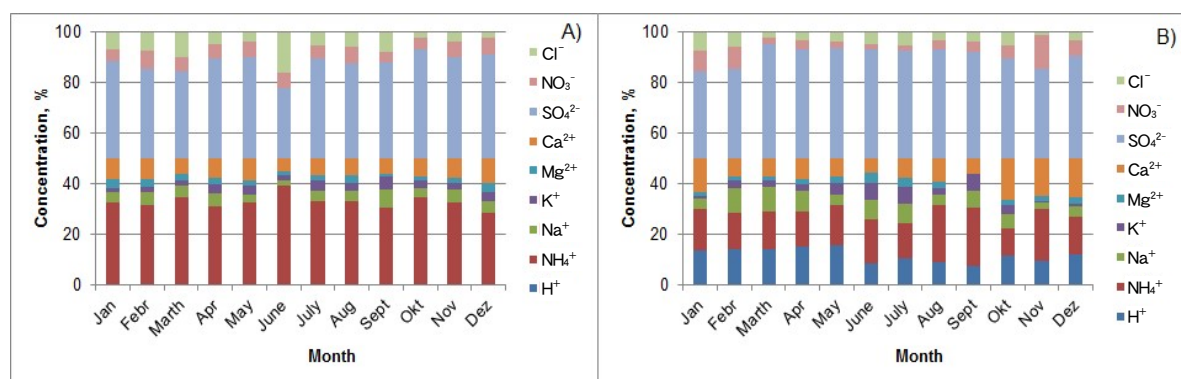 A)
Concentration, %
100
80
60
40
20
0
Jan Febr Marth Apr May June July Aug Sept Okt Nov Dez
Month
Cl⁻
NO₃⁻
SO₄²⁻
Ca²⁺
Mg²⁺
K⁺
Na⁺
NH₄⁺
H⁺
B)
Concentration, %
100
80
60
40
20
0
Jan Febr Marth Apr May June July Aug Sept Okt Nov Dez
Month
Cl⁻
NO₃⁻
SO₄²⁻
Ca²⁺
Mg²⁺
K⁺
Na⁺
NH₄⁺
H⁺